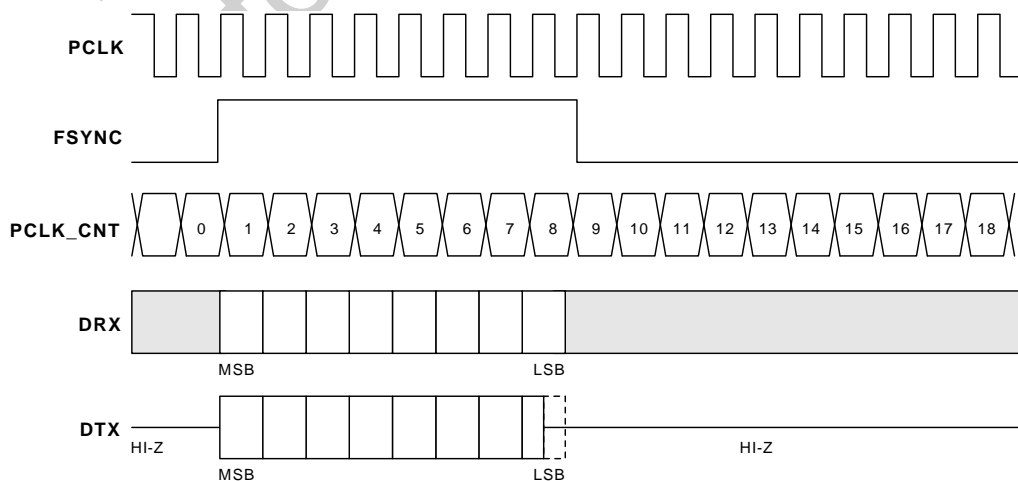 PCLK
FSYNC
PCLK_CNT
0 1 2 3 4 5 6 7 8 9 10 11 12 13 14 15 16 17 18
DRX
MSB LSB
DTX
HI-Z HI-Z
MSB LSB